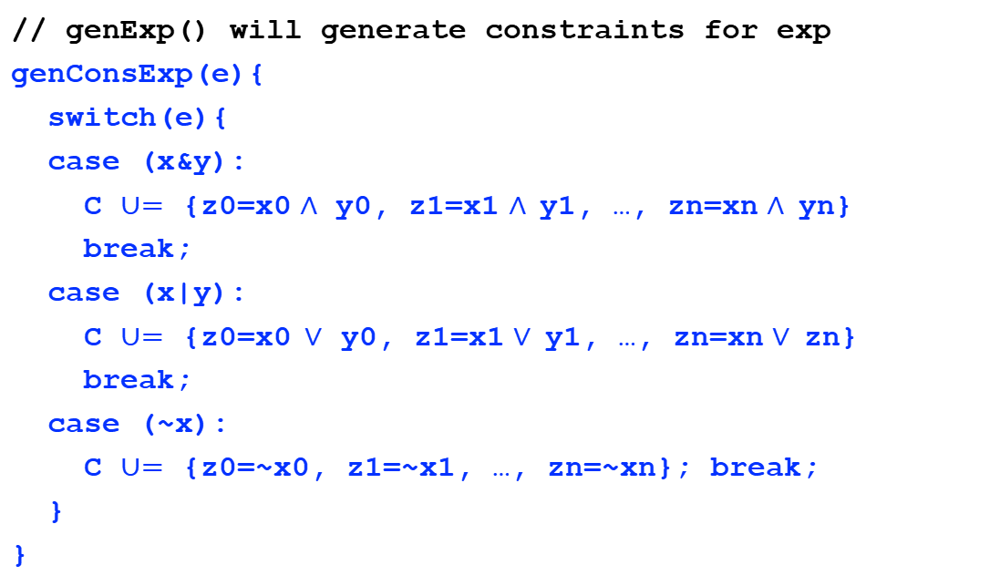 // genExp() will generate constraints for exp
genConsExp(e){
switch(e){
case (x&y):
C ∪= {z0=x0 ∧ y0, z1=x1 ∧ y1, …, zn=xn ∧ yn}
break;
case (x|y):
C ∪= {z0=x0 ∨ y0, z1=x1 ∨ y1, …, zn=xn ∨ zn}
break;
case (~x):
C ∪= {z0=~x0, z1=~x1, …, zn=~xn}; break;
}
}